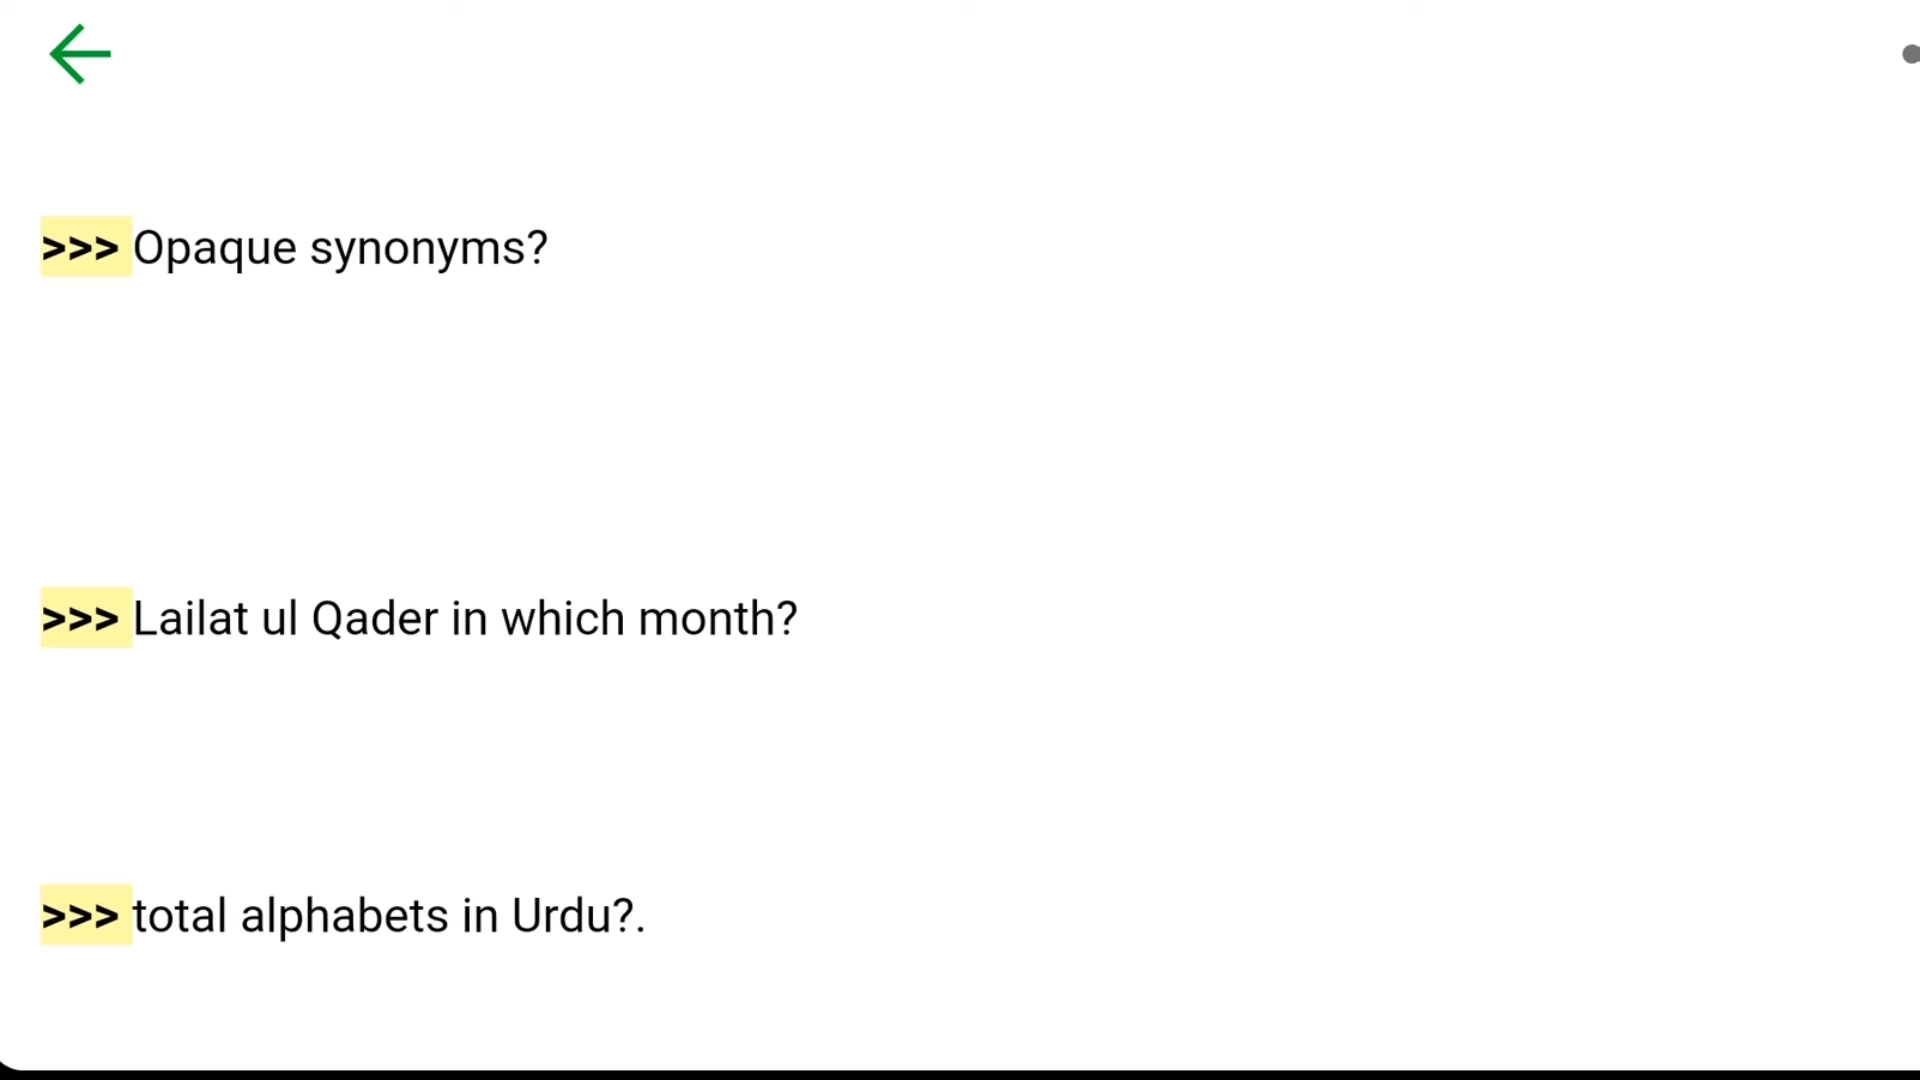 >>> Opaque synonyms?
>>> Lailat ul Qader in which month?
>>> total alphabets in Urdu?.